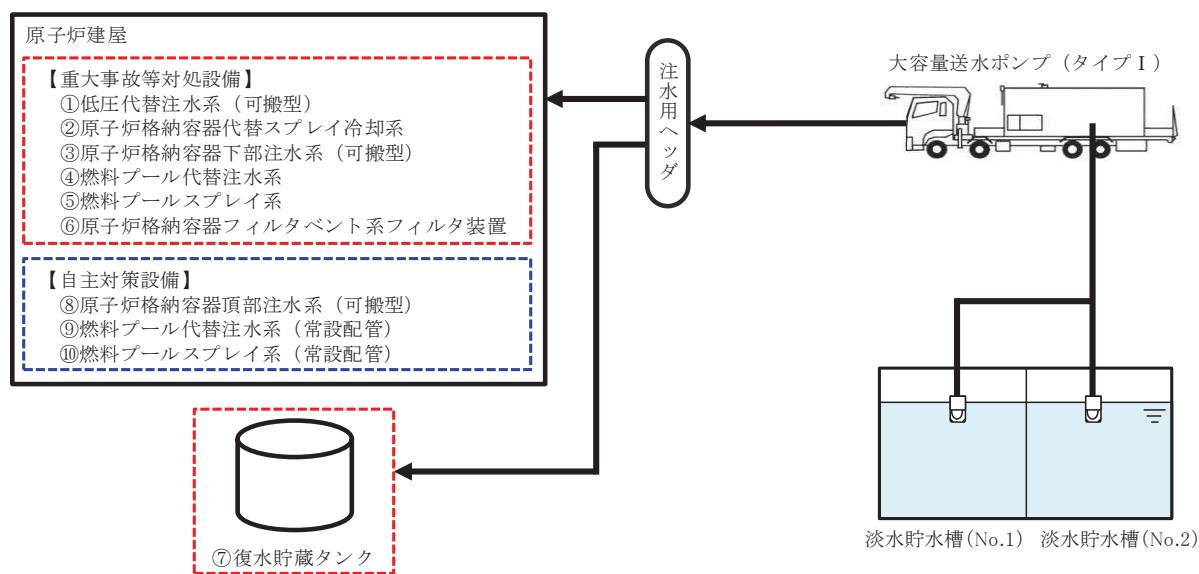 原子炉建屋
【重大事故等対処設備】
①低圧代替注水系（可搬型）
②原子炉格納容器代替スプレイ冷却系
③原子炉格納容器下部注水系（可搬型）
④燃料プール代替注水系
⑤燃料プールスプレイ系
⑥原子炉格納容器フィルタベント系フィルタ装置
【自主対策設備】
⑧原子炉格納容器頂部注水系（可搬型）
⑨燃料プール代替注水系（常設配管）
⑩燃料プールスプレイ系（常設配管）
⑦復水貯蔵タンク
注水用ヘッダ
大容量送水ポンプ（タイプⅠ）
淡水貯水槽(No.1) 淡水貯水槽(No.2)